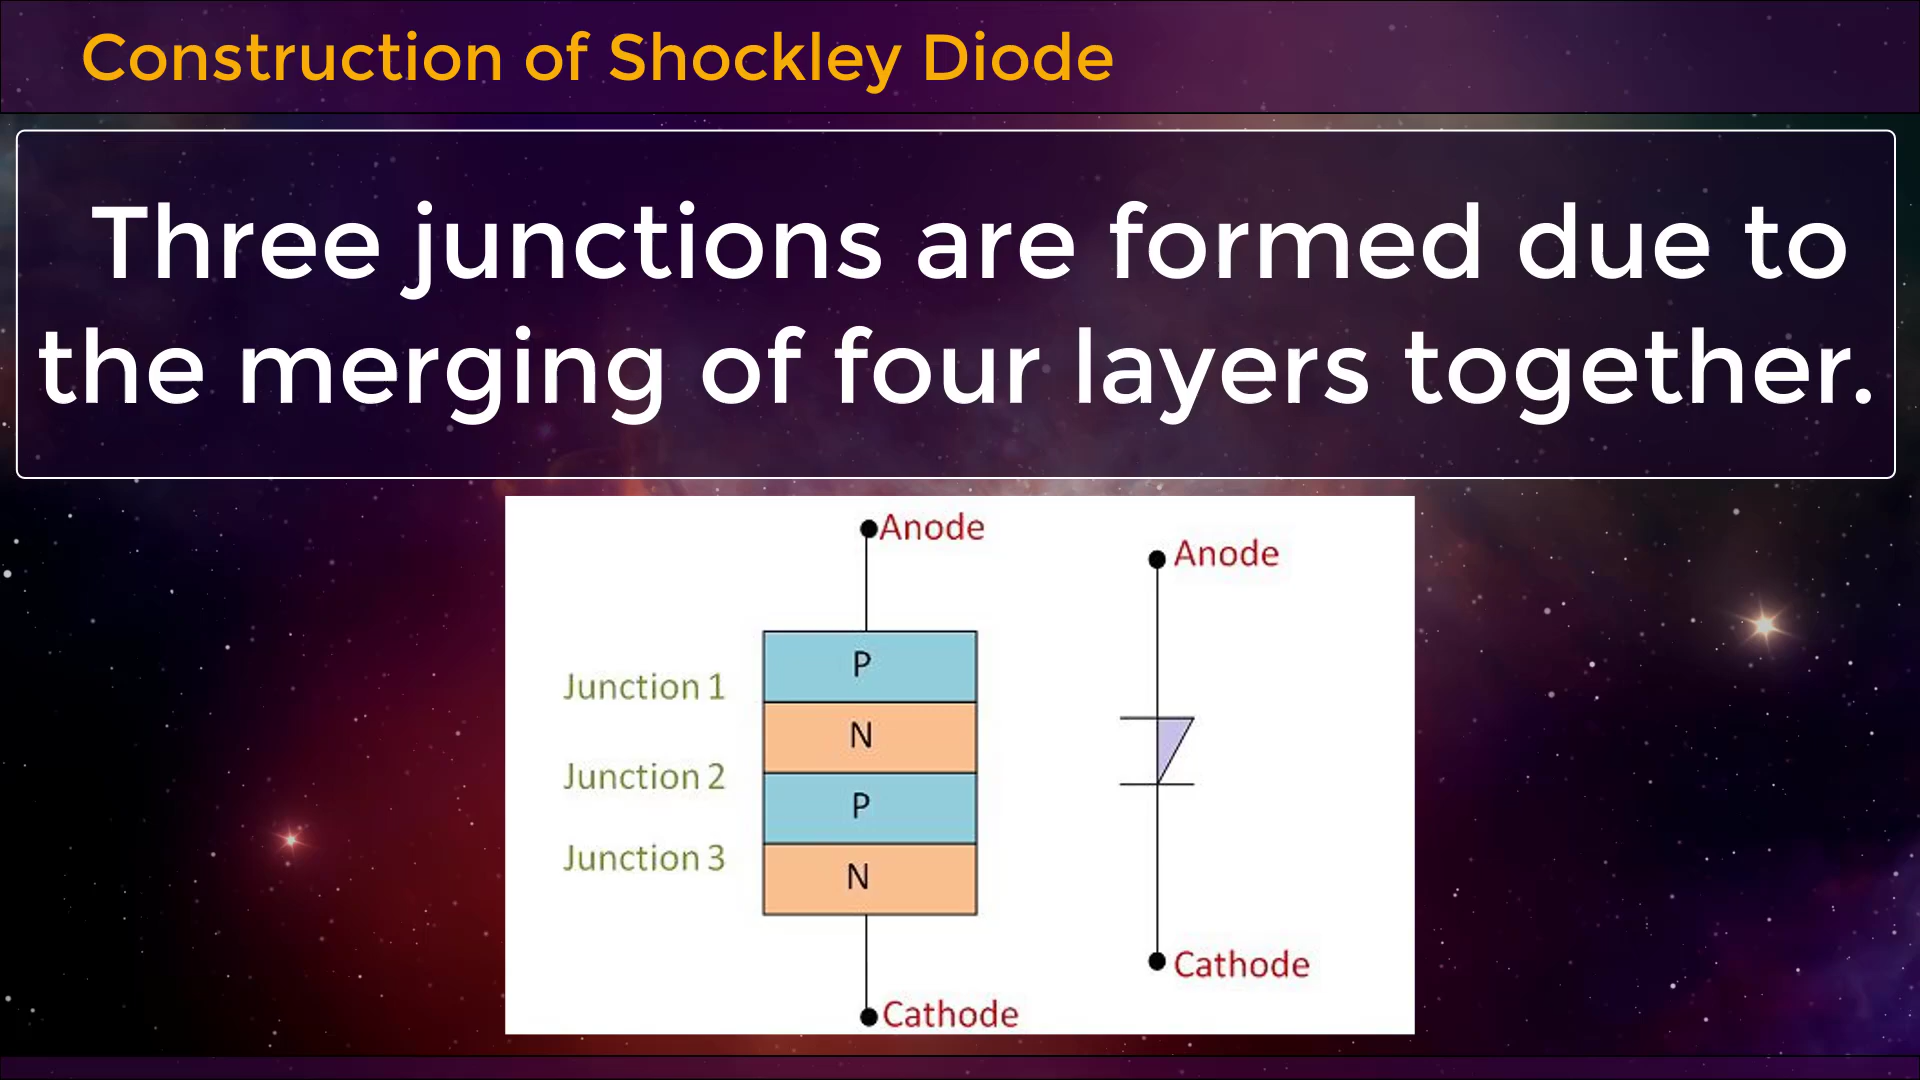 Construction of Shockley Diode
Three junctions are formed due to
the merging of four layers together.
Anode
P
Junction 1
N
Junction 2
P
Junction 3
N
Cathode
Anode
Cathode